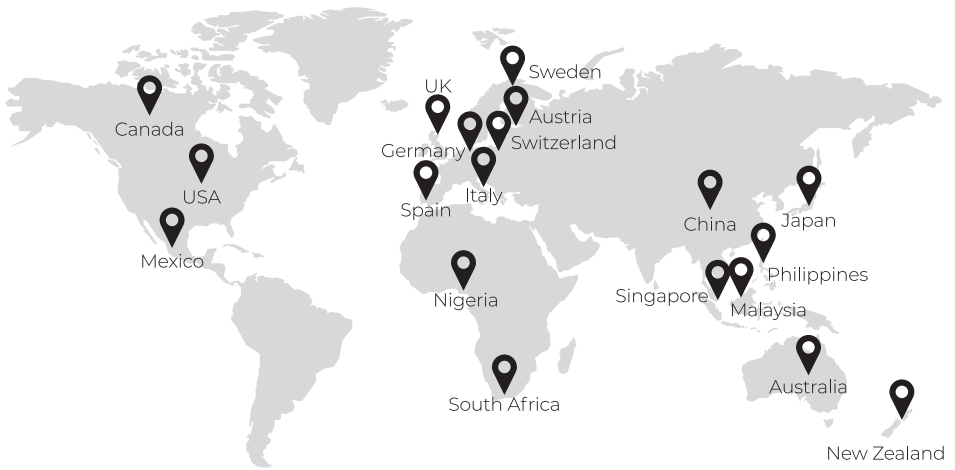 Sweden
UK
Austria
Canada
Switzerland
Germany
Italy
USA
Spain
China
Japan
Mexico
Philippines
Singapore
Nigeria
Malaysia
Australia
South Africa
New Zealand